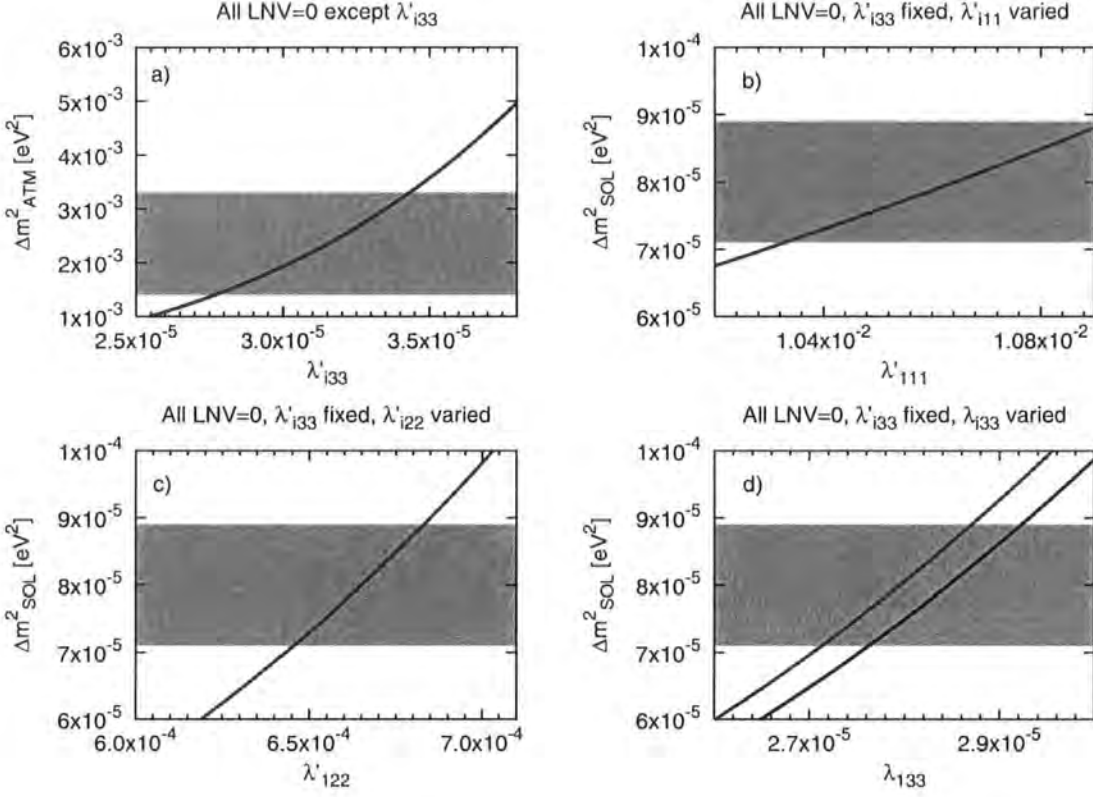 All LNV=0 except λ'i33
6x10⁻³
5x10⁻³
4x10⁻³
3x10⁻³
2x10⁻³
1x10⁻³
Δm²ATM [eV²]
a)
2.5x10⁻⁵ 3.0x10⁻⁵ 3.5x10⁻⁵
λ'i33
All LNV=0, λ'i33 fixed, λ'i11 varied
1x10⁻⁴
9x10⁻⁵
8x10⁻⁵
7x10⁻⁵
6x10⁻⁵
Δm²SOL [eV²]
b)
1.04x10⁻² 1.08x10⁻²
λ'111
All LNV=0, λ'i33 fixed, λ'i22 varied
1x10⁻⁴
9x10⁻⁵
8x10⁻⁵
7x10⁻⁵
6x10⁻⁵
Δm²SOL [eV²]
c)
6.0x10⁻⁴ 6.5x10⁻⁴ 7.0x10⁻⁴
λ'122
All LNV=0, λ'i33 fixed, λi33 varied
1x10⁻⁴
9x10⁻⁵
8x10⁻⁵
7x10⁻⁵
6x10⁻⁵
Δm²SOL [eV²]
d)
2.7x10⁻⁵ 2.9x10⁻⁵
λ133